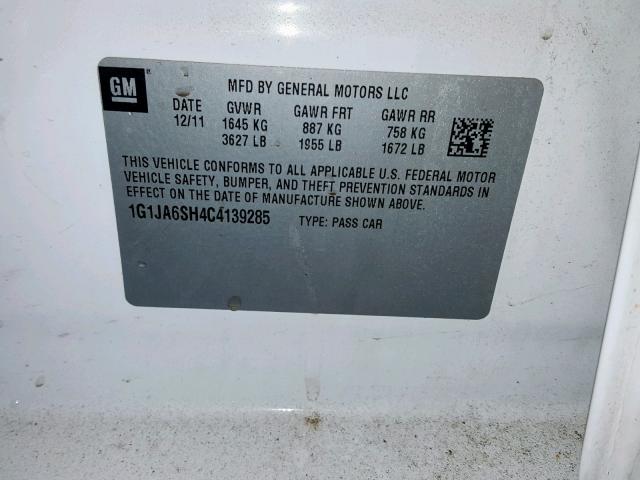 GM
MFD BY GENERAL MOTORS LLC
DATE GVWR GAWR FRT GAWR RR
12/11 1645 KG 887 KG 758 KG
3627 LB 1955 LB 1672 LB
THIS VEHICLE CONFORMS TO ALL APPLICABLE U.S. FEDERAL MOTOR
VEHICLE SAFETY, BUMPER, AND THEFT PREVENTION STANDARDS IN
EFFECT ON THE DATE OF MANUFACTURE SHOWN ABOVE.
1G1JA6SH4C4139285 TYPE: PASS CAR